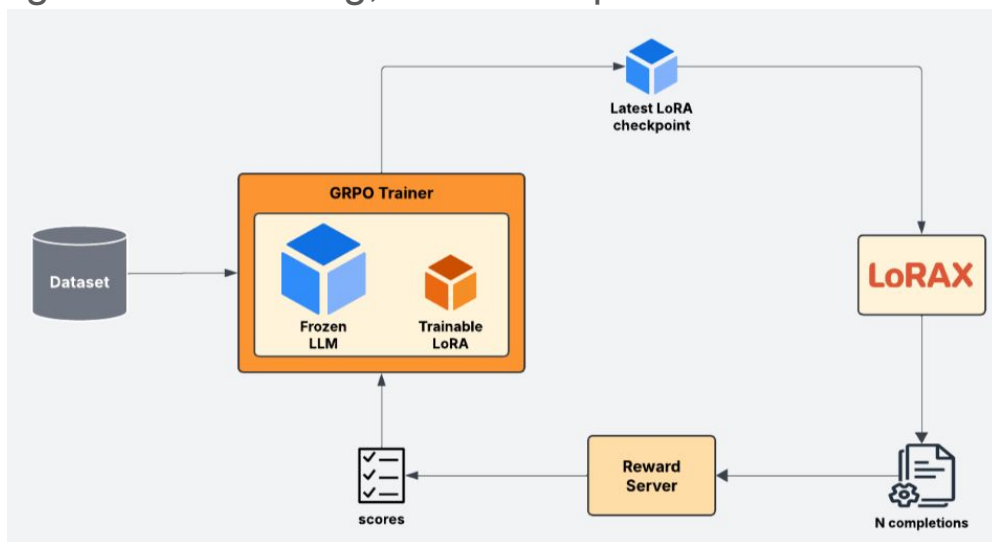 Latest LoRA
checkpoint
GRPO Trainer
Dataset
Frozen
LLM
Trainable
LoRA
LoRAX
Reward
Server
scores
N completions